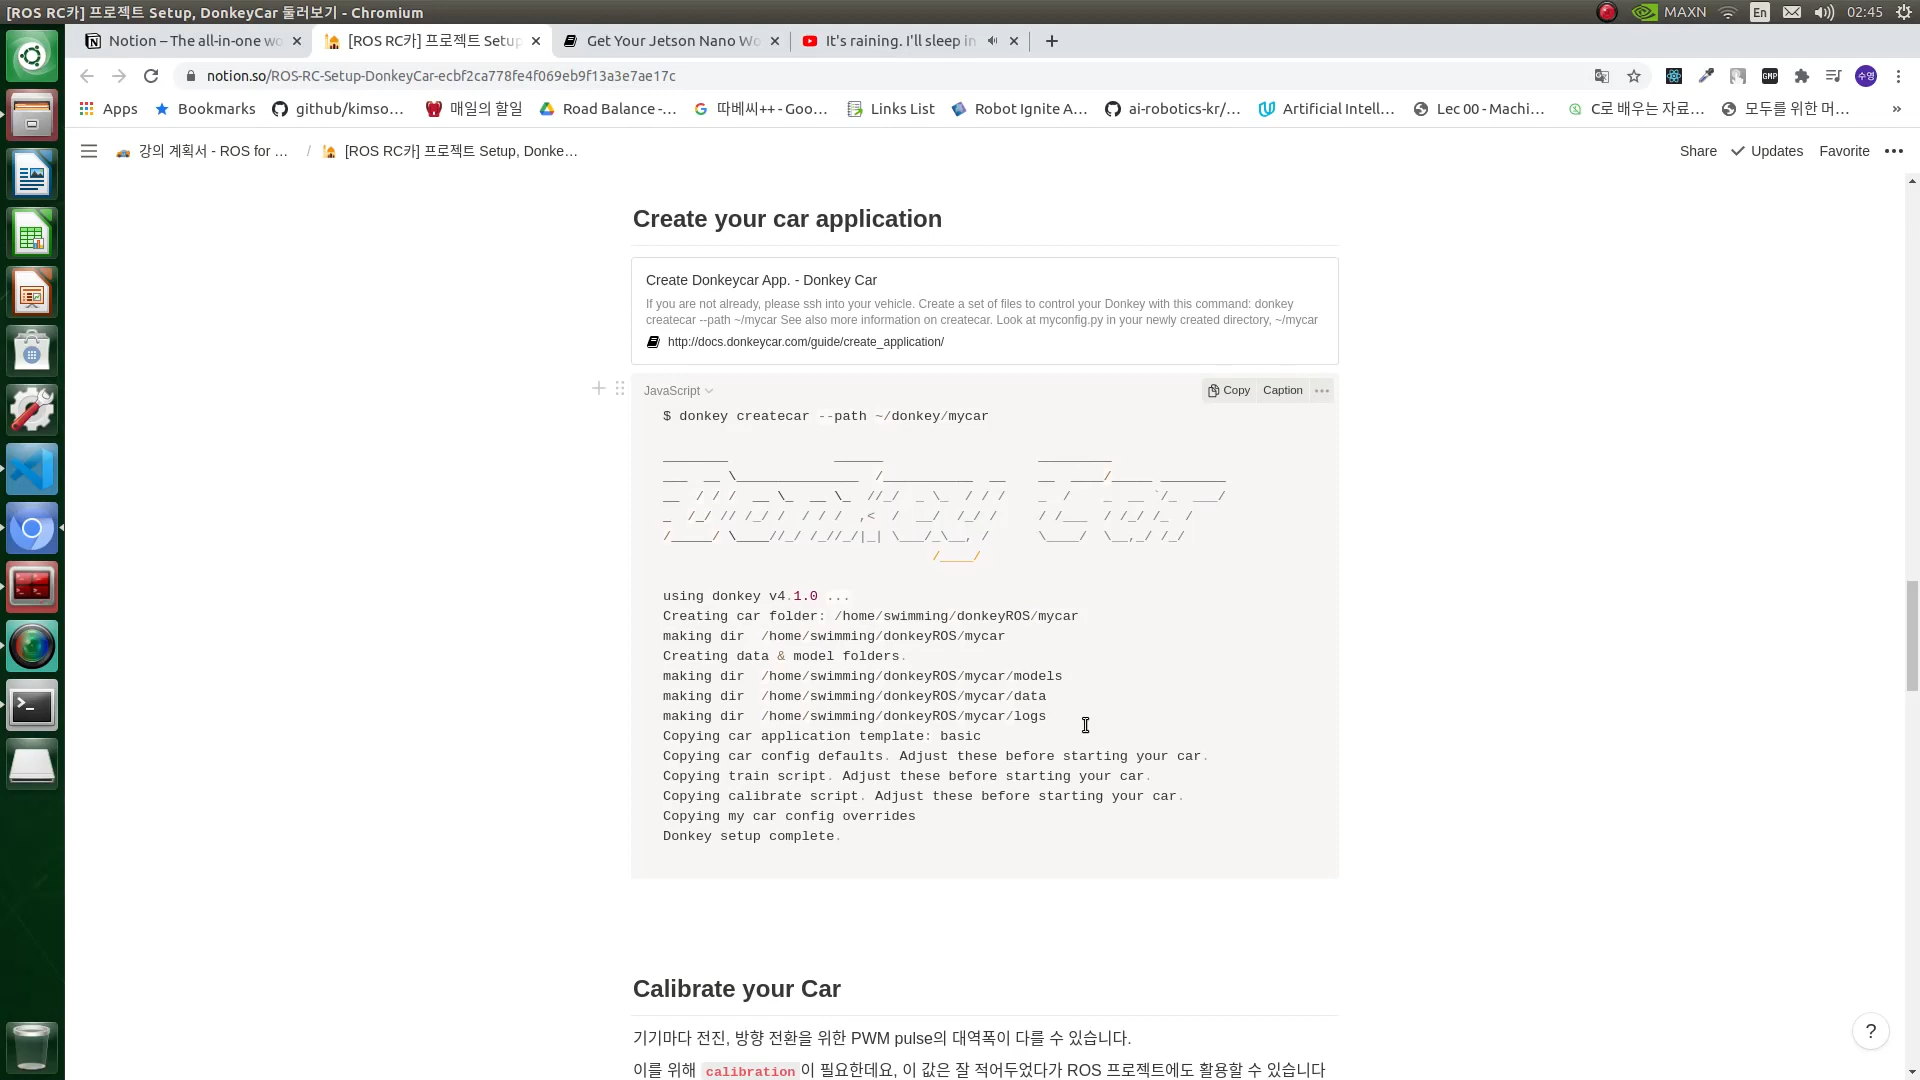 [ROS RC카] 프로젝트 Setup, DonkeyCar 둘러보기 - Chromium
MAXN En 02:45
Notion – The all-in-one wo
[ROS RC카] 프로젝트 Setup
Get Your Jetson Nano Wo
It's raining. I'll sleep in
notion.so/ROS-RC-Setup-DonkeyCar-ecbf2ca778fe4f069eb9f13a3e7ae17c
GMP 수영
Apps Bookmarks github/kimso... 매일의 할일 Road Balance -... 따베씨++ - Goo... Links List Robot Ignite A... ai-robotics-kr/... Artificial Intell... Lec 00 - Machi... C로 배우는 자료... 모두를 위한 머... »
강의 계획서 - ROS for ... / [ROS RC카] 프로젝트 Setup, Donke...
Share Updates Favorite •••
Create your car application
Create Donkeycar App. - Donkey Car
If you are not already, please ssh into your vehicle. Create a set of files to control your Donkey with this command: donkey
createcar --path ~/mycar See also more information on createcar. Look at myconfig.py in your newly created directory, ~/mycar
http://docs.donkeycar.com/guide/create_application/
JavaScript
Copy Caption •••
$ donkey createcar --path ~/donkey/mycar
using donkey v4.1.0 ...
Creating car folder: /home/swimming/donkeyROS/mycar
making dir  /home/swimming/donkeyROS/mycar
Creating data & model folders.
making dir  /home/swimming/donkeyROS/mycar/models
making dir  /home/swimming/donkeyROS/mycar/data
making dir  /home/swimming/donkeyROS/mycar/logs
Copying car application template: basic
Copying car config defaults. Adjust these before starting your car.
Copying train script. Adjust these before starting your car.
Copying calibrate script. Adjust these before starting your car.
Copying my car config overrides
Donkey setup complete.
Calibrate your Car
기기마다 전진, 방향 전환을 위한 PWM pulse의 대역폭이 다를 수 있습니다.
이를 위해 calibration이 필요한데요, 이 값은 잘 적어두었다가 ROS 프로젝트에도 활용할 수 있습니다
?